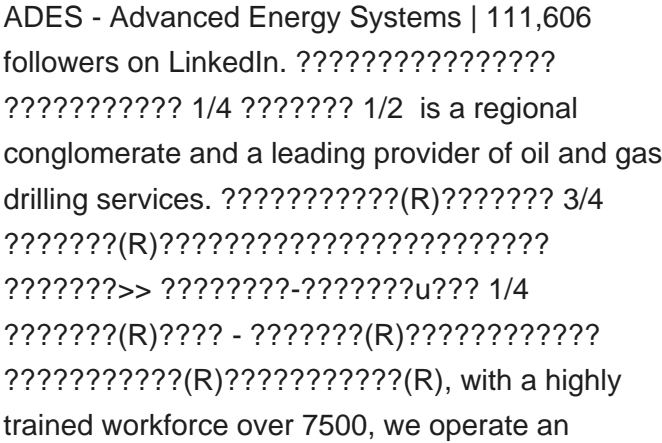 ADES - Advanced Energy Systems | 111,606
followers on LinkedIn. ????????????????
??????????? 1/4 ??????? 1/2  is a regional
conglomerate and a leading provider of oil and gas
drilling services. ???????????(R)??????? 3/4
???????(R)????????????????????????
???????>> ????????-???????u??? 1/4
???????(R)???? - ???????(R)????????????
???????????(R)???????????(R), with a highly
trained workforce over 7500, we operate an